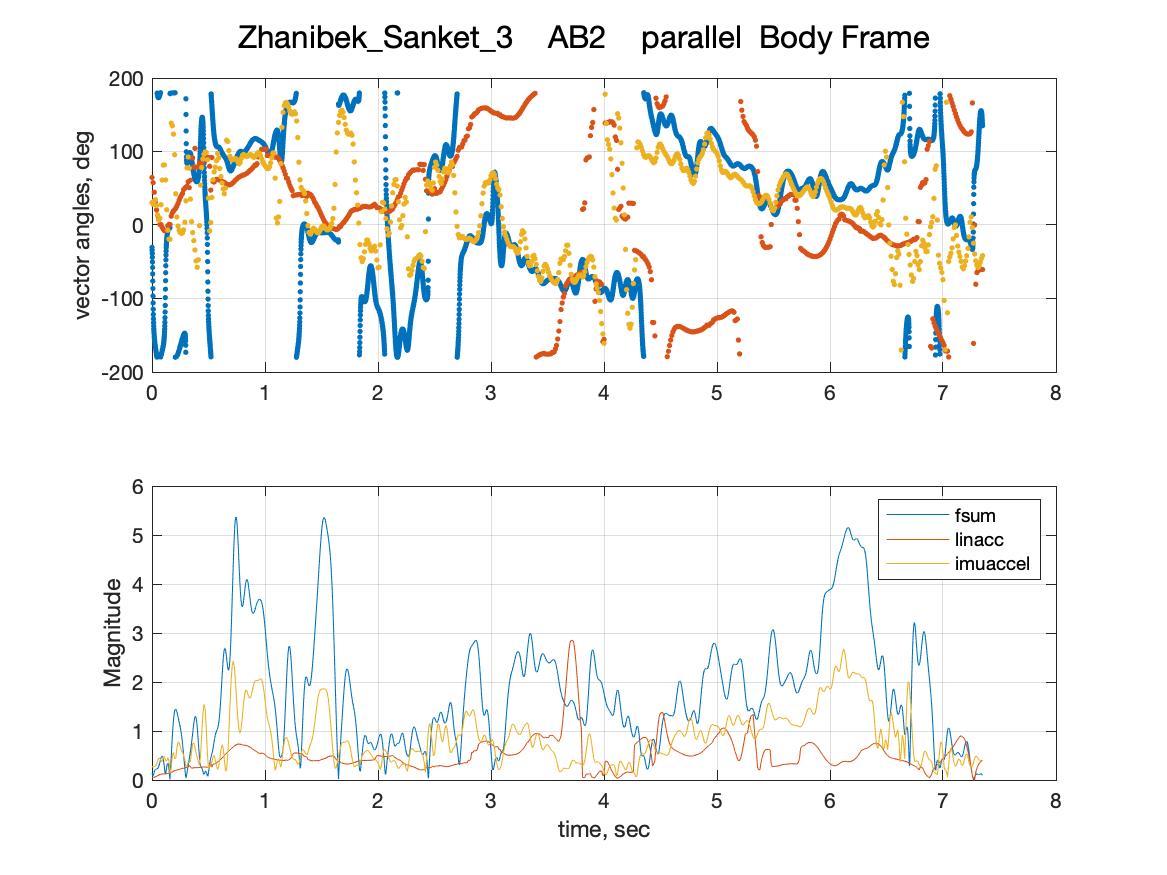 Zhanibek_Sanket_3 AB2 parallel Body Frame
200
100
0
-100
-200
vector angles, deg
0 1 2 3 4 5 6 7 8
6
5
4
3
2
1
0
Magnitude
fsum
linacc
imuaccel
0 1 2 3 4 5 6 7 8
time, sec